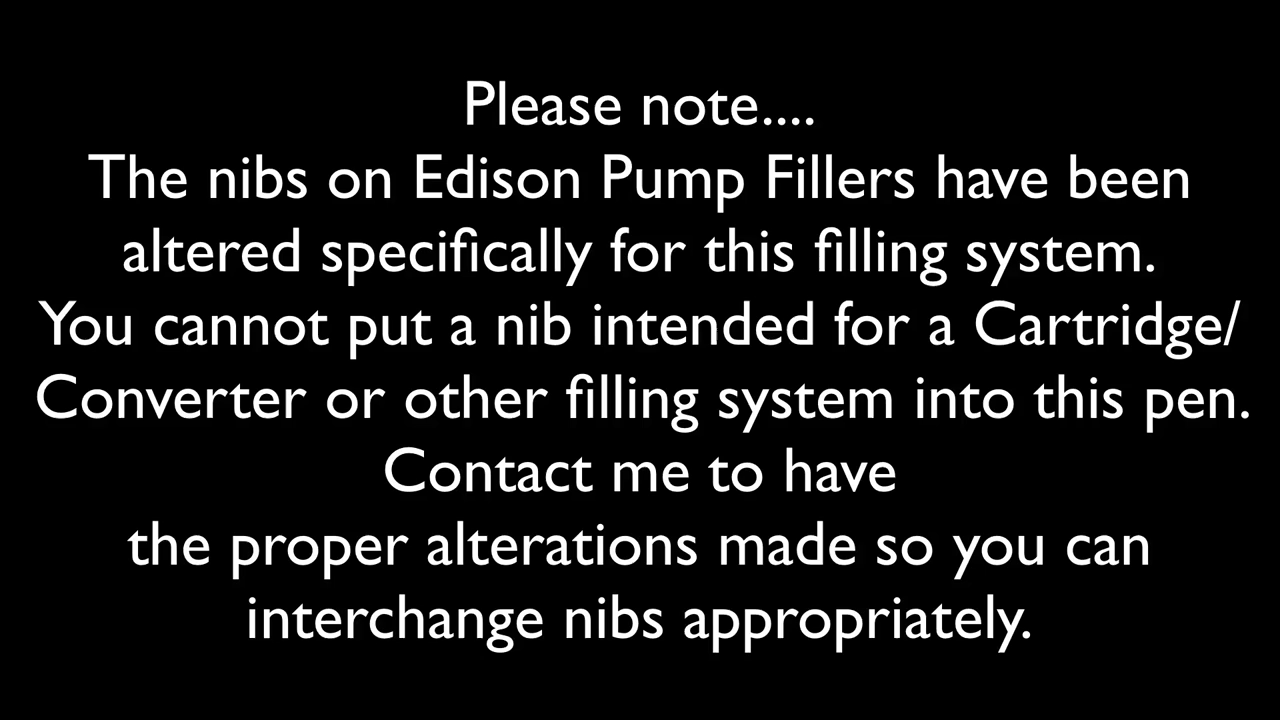 Please note....
The nibs on Edison Pump Fillers have been
altered specifically for this filling system.
You cannot put a nib intended for a Cartridge/
Converter or other filling system into this pen.
Contact me to have
the proper alterations made so you can
interchange nibs appropriately.